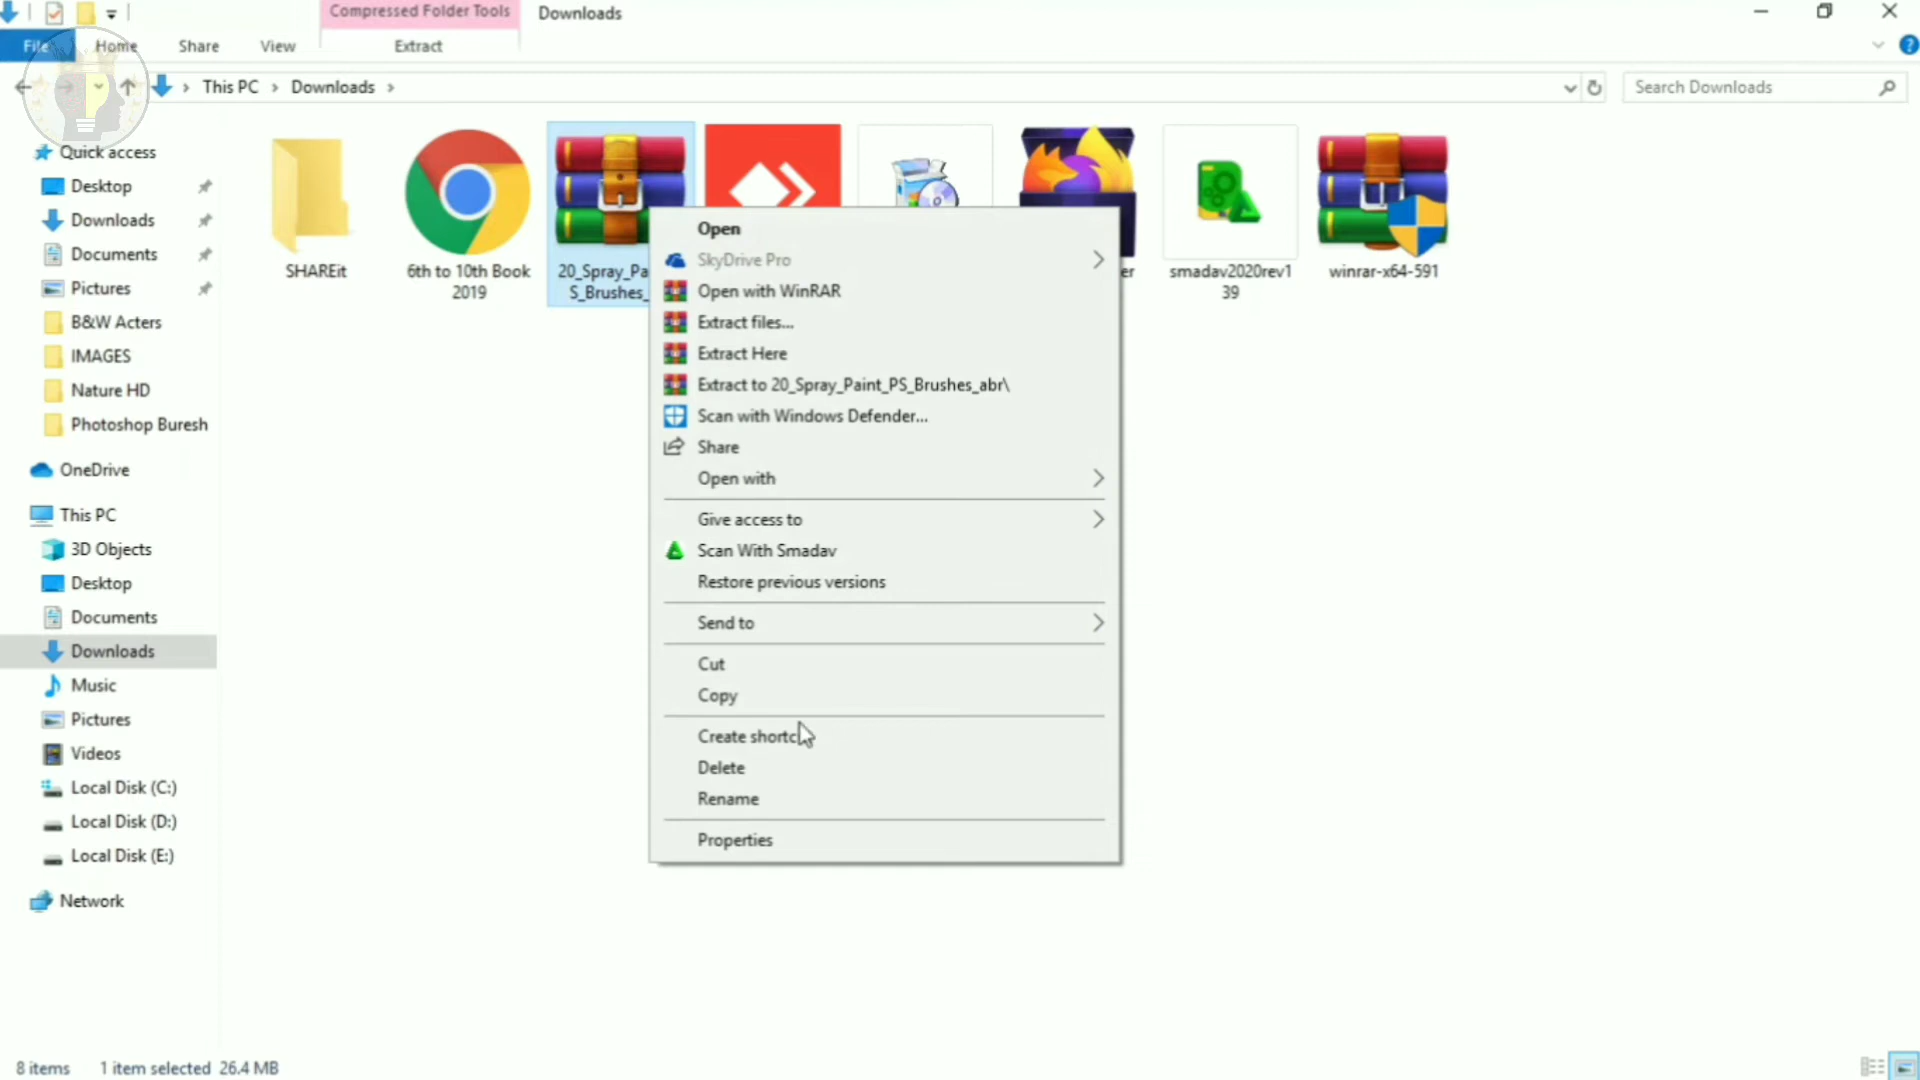 Compressed Folder Tools
Downloads
File
Home
Share
View
Extract
This PC
Downloads
Search Downloads
Quick access
Desktop
Downloads
Documents
Pictures
B&W Acters
IMAGES
Nature HD
Photoshop Buresh
OneDrive
This PC
3D Objects
Desktop
Documents
Downloads
Music
Pictures
Videos
Local Disk (C:)
Local Disk (D:)
Local Disk (E:)
Network
SHAREit
6th to 10th Book
2019
20_Spray_Pa
S_Brushes_
er
smadav2020rev1
39
winrar-x64-591
Open
SkyDrive Pro
Open with WinRAR
Extract files...
Extract Here
Extract to 20_Spray_Paint_PS_Brushes_abr\
Scan with Windows Defender...
Share
Open with
Give access to
Scan With Smadav
Restore previous versions
Send to
Cut
Copy
Create shortc
Delete
Rename
Properties
8 items
1 item selected 26.4 MB